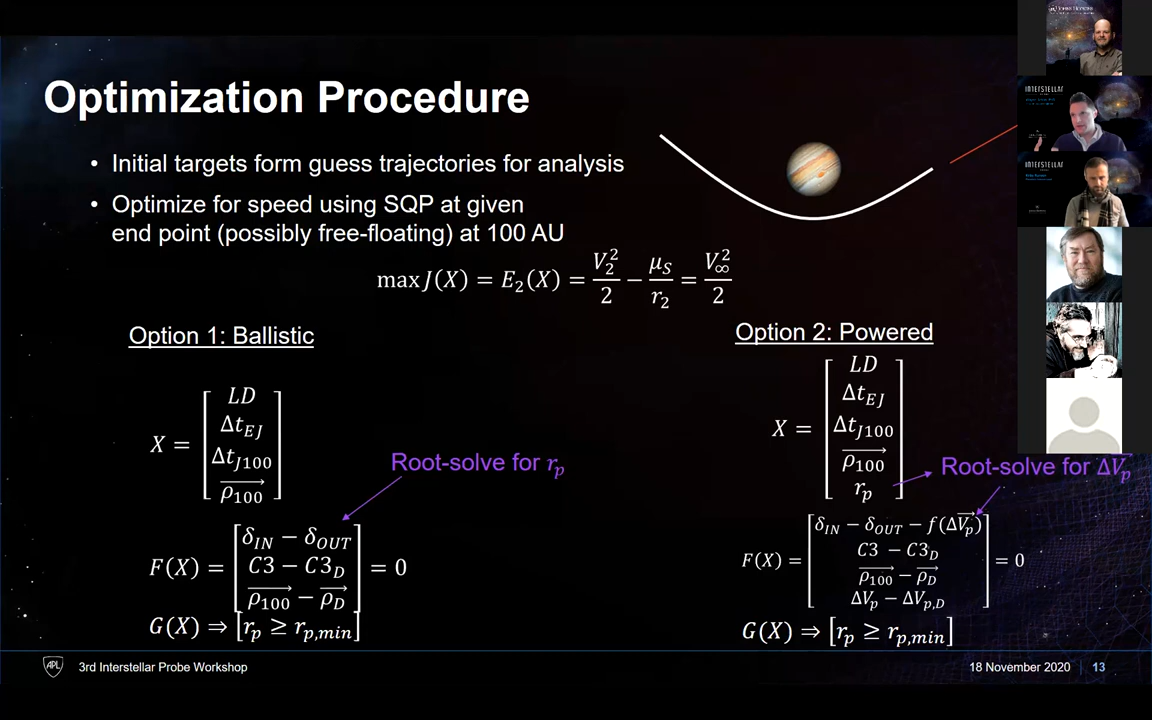 Optimization Procedure
• Initial targets form guess trajectories for analysis
• Optimize for speed using SQP at given
end point (possibly free-floating) at 100 AU
max J(X) = E₂(X) = V₂²/2 − μ_S/r₂ = V∞²/2
Option 1: Ballistic
X = [LD
Δt_EJ
Δt_J100
ρ₁₀₀→]
Root-solve for r_p
F(X) = [δ_IN − δ_OUT
C3 − C3_D
ρ₁₀₀→ − ρ_D→] = 0
G(X) ⇒ [r_p ≥ r_p,min]
Option 2: Powered
X = [LD
Δt_EJ
Δt_J100
ρ₁₀₀→
r_p]
Root-solve for ΔV_p→
F(X) = [δ_IN − δ_OUT − f(ΔV_p→)
C3 − C3_D
ρ₁₀₀→ − ρ_D→
ΔV_p − ΔV_p,D] = 0
G(X) ⇒ [r_p ≥ r_p,min]
APL
3rd Interstellar Probe Workshop
18 November 2020 | 13
INTERSTELLAR
INTERSTELLAR